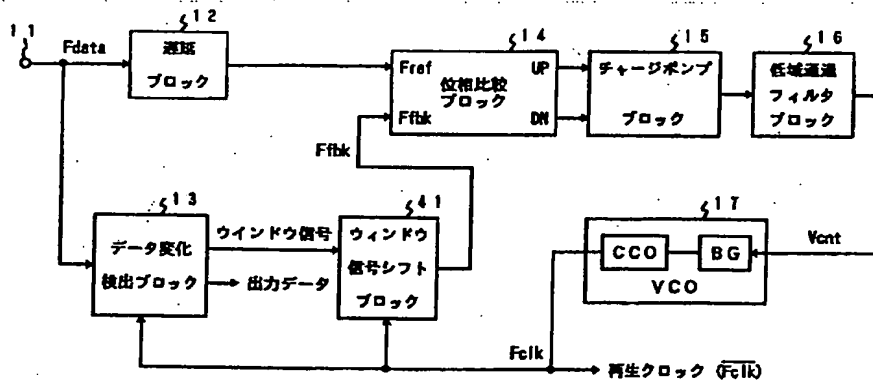 11
Fdata
12
遅延
ブロック
14
Fref
UP
位相比較
ブロック
Ffbk
DN
15
チャージポンプ
ブロック
16
低域通過
フィルタ
ブロック
Ffbk
13
データ変化
検出ブロック
ウインドウ信号
出力データ
41
ウィンドウ
信号シフト
ブロック
17
CCO
BG
VCO
Vcnt
Fclk
再生クロック (Fclk)